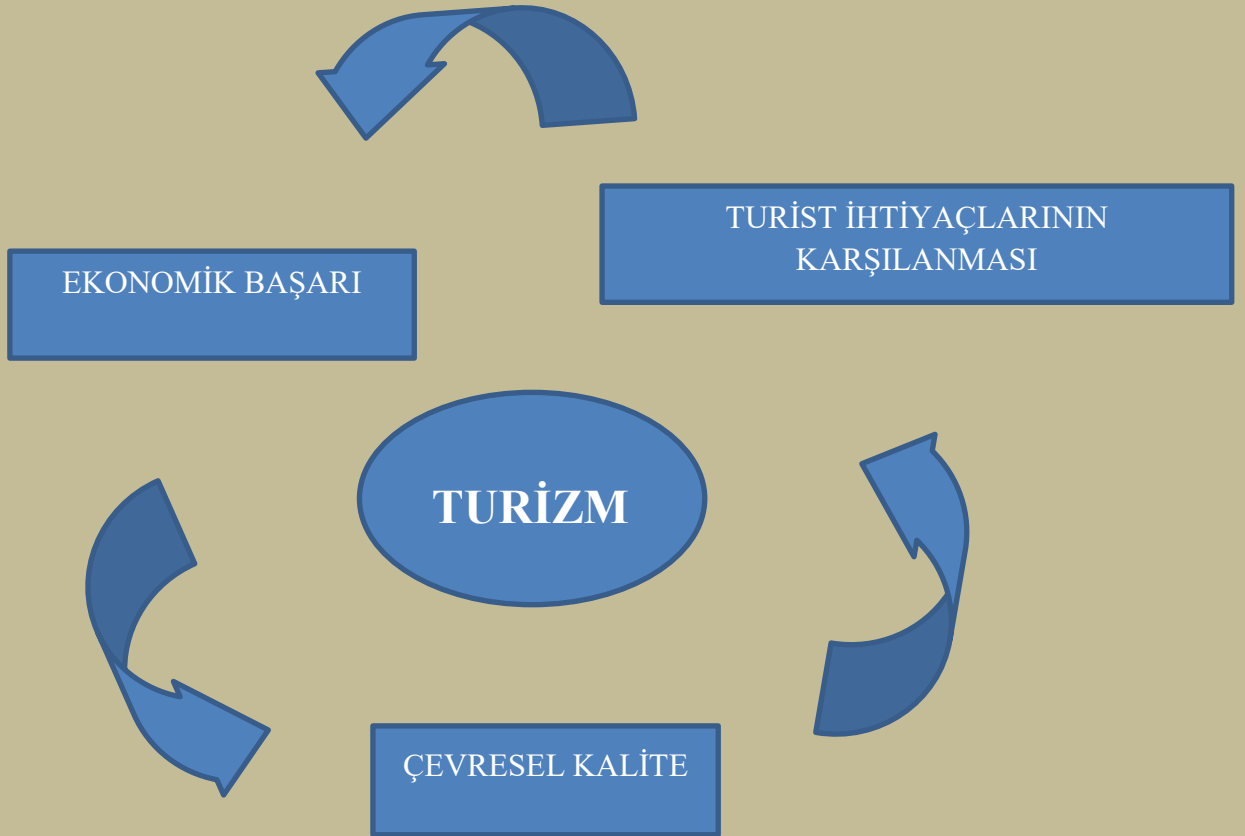 TURİST İHTİYAÇLARININ
KARŞILANMASI
EKONOMİK BAŞARI
TURİZM
ÇEVRESEL KALİTE